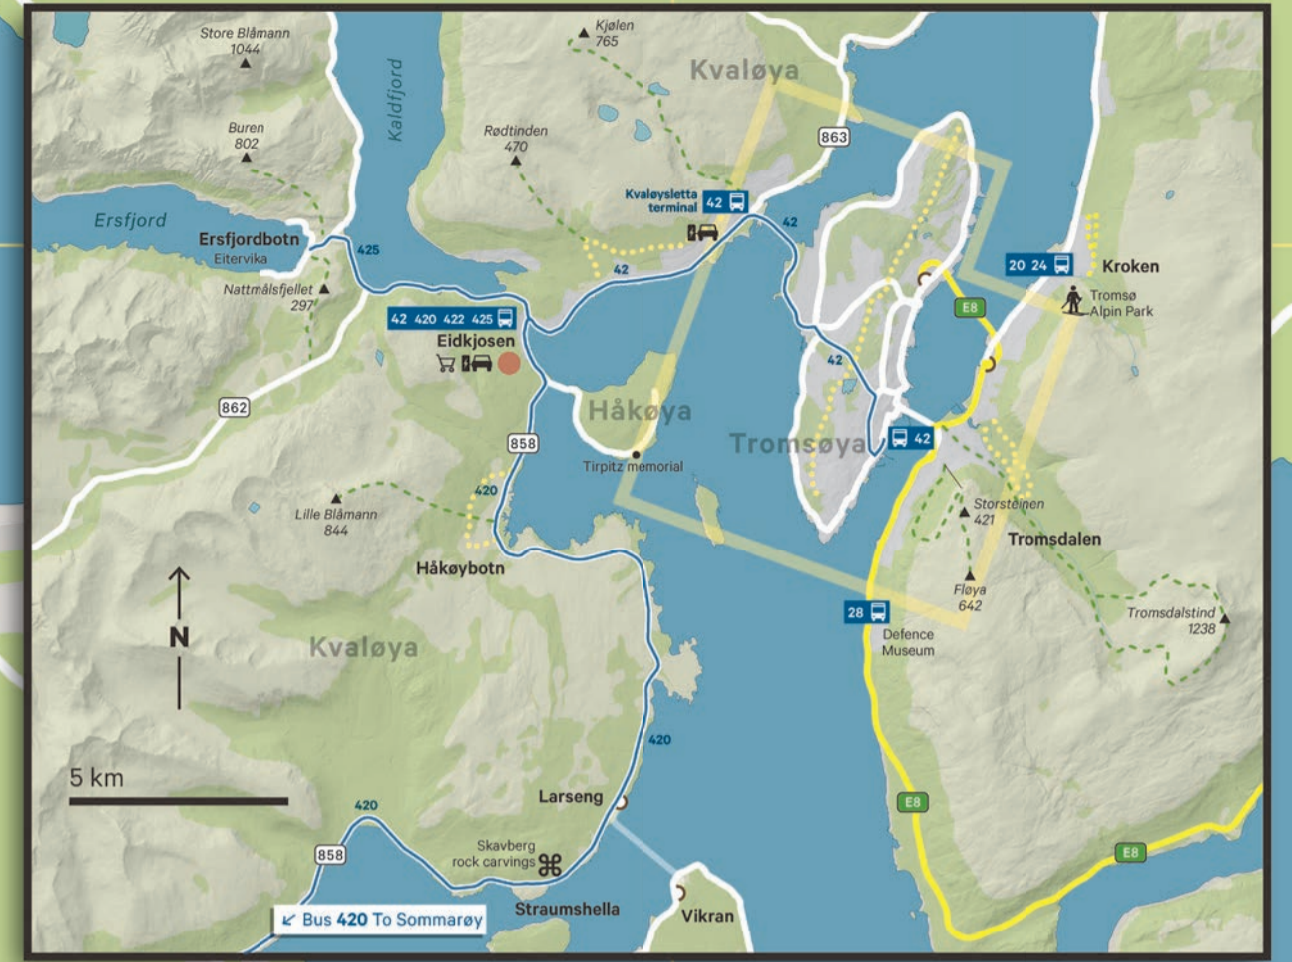 Store Blåmann
1044
Kjølen
765
Kaldfjord
Kvaløya
Buren
802
Rødtinden
470
863
Kvaløysletta
terminal
42
42
Ersfjord
Ersfjordbotn
Eitervika
425
42
20 24
Kroken
Nattmålsfjellet
297
Tromsø
Alpin Park
E8
42 420 422 425
Eidkjosen
42
862
Håkøya
858
Tromsøya
42
Tirpitz memorial
420
Lille Blåmann
844
Storsteinen
421
Tromsdalen
Håkøybotn
Fløya
642
28
Tromsdalstind
1238
N
Kvaløya
Defence
Museum
420
5 km
Larseng
E8
420
Skavberg
rock carvings
858
E8
Straumshella
Vikran
↙ Bus 420 To Sommarøy